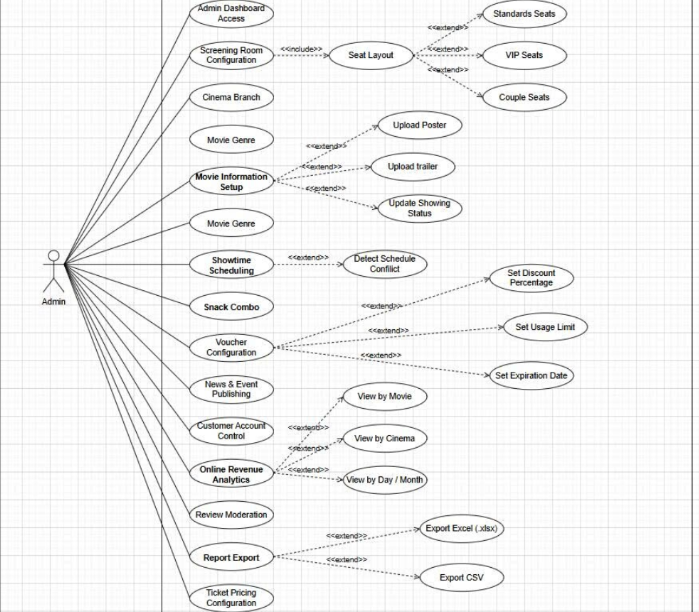 Admin Dashboard
Access
Standards Seats
<<extend>>
Screening Room
Configuration
<<include>>
Seat Layout
<<extend>>
VIP Seats
<<extend>>
Cinema Branch
Couple Seats
Upload Poster
Movie Genre
<<extend>>
<<extend>>
Upload trailer
Movie Information
Setup
<<extend>>
Update Showing
Status
Movie Genre
Showtime
Scheduling
<<extend>>
Detect Schedule
Confilict
Admin
Set Discount
Percentage
Snack Combo
<<extend>>
<<extend>>
Set Usage Limit
Voucher
Configuration
<<extend>>
Set Expiration Date
News & Event
Publishing
View by Movie
Customer Account
Control
<<extend>>
View by Cinema
<<extend>>
Online Revenue
Analytics
<<extend>>
View by Day / Month
Review Moderation
Export Excel (.xlsx)
<<extend>>
Report Export
<<extend>>
Export CSV
Ticket Pricing
Configuration